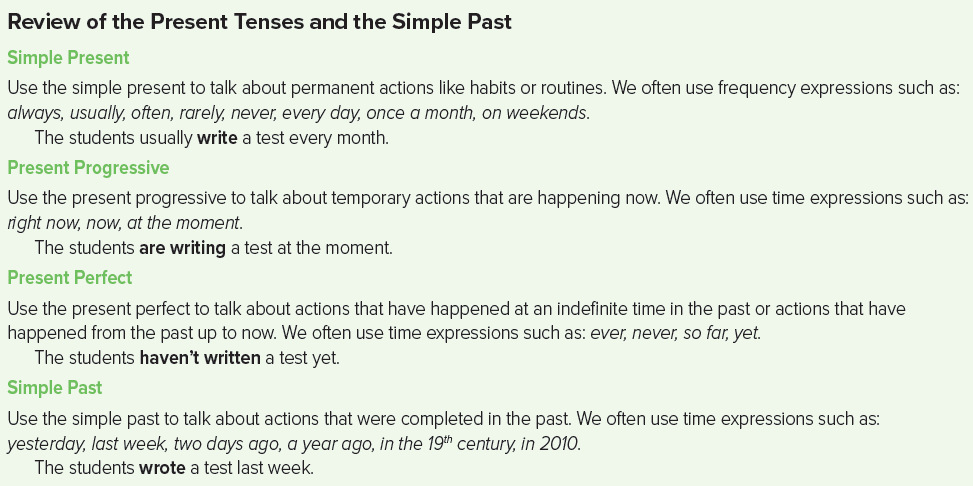 Review of the Present Tenses and the Simple Past
Simple Present
Use the simple present to talk about permanent actions like habits or routines. We often use frequency expressions such as:
always, usually, often, rarely, never, every day, once a month, on weekends.
The students usually write a test every month.
Present Progressive
Use the present progressive to talk about temporary actions that are happening now. We often use time expressions such as:
right now, now, at the moment.
The students are writing a test at the moment.
Present Perfect
Use the present perfect to talk about actions that have happened at an indefinite time in the past or actions that have
happened from the past up to now. We often use time expressions such as: ever, never, so far, yet.
The students haven’t written a test yet.
Simple Past
Use the simple past to talk about actions that were completed in the past. We often use time expressions such as:
yesterday, last week, two days ago, a year ago, in the 19th century, in 2010.
The students wrote a test last week.